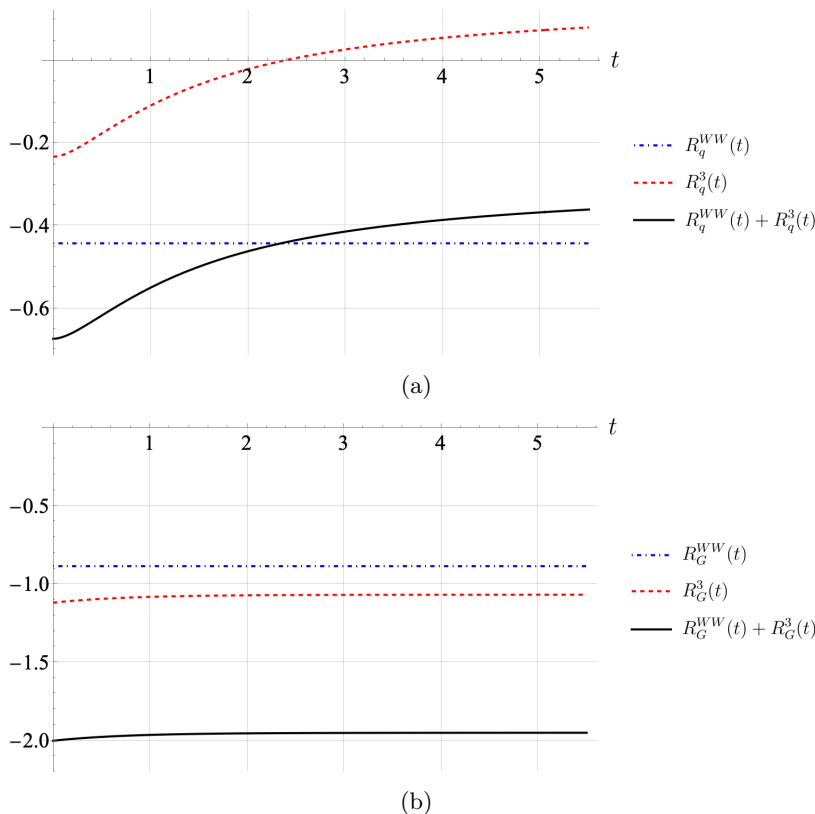 1 2 3 4 5 t
−0.2
−0.4
−0.6
R_q^{WW}(t)
R_q^3(t)
R_q^{WW}(t) + R_q^3(t)
(a)
1 2 3 4 5 t
−0.5
−1.0
−1.5
−2.0
R_G^{WW}(t)
R_G^3(t)
R_G^{WW}(t) + R_G^3(t)
(b)